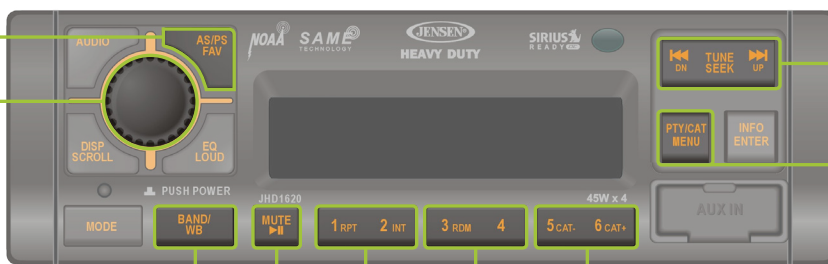 AUDIO
AS/PS
FAV
NOAA
S.A.M.E
TECHNOLOGY
JENSEN®
HEAVY DUTY
SIRIUS
READY
TUNE
SEEK
DN
UP
DISP
SCROLL
EQ
LOUD
PTY/CAT
MENU
INFO
ENTER
PUSH POWER
JHD1620
45W x 4
AUX IN
MODE
BAND/
WB
MUTE
1 RPT 2 INT
3 RDM 4
5 CAT- 6 CAT+